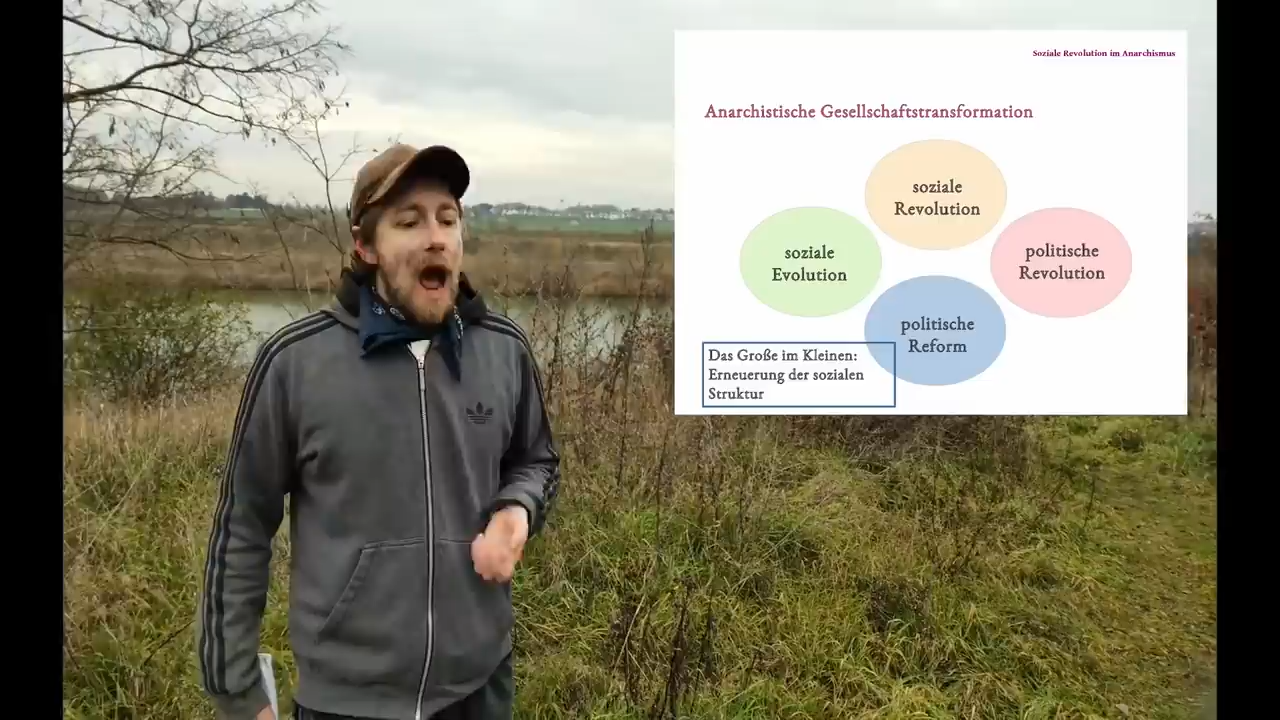 Soziale Revolution im Anarchismus
Anarchistische Gesellschaftstransformation
soziale
Revolution
soziale
Evolution
politische
Revolution
politische
Reform
Das Große im Kleinen:
Erneuerung der sozialen
Struktur